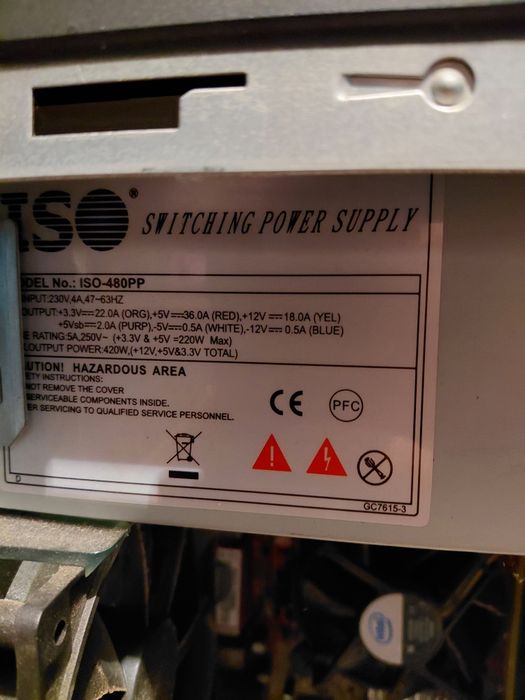 ISO® SWITCHING POWER SUPPLY
ODEL No.: ISO-480PP
INPUT:230V,4A,47~63HZ
OUTPUT:+3.3V⎓22.0A (ORG),+5V⎓36.0A (RED),+12V⎓18.0A (YEL)
+5Vsb⎓2.0A (PURP),-5V⎓0.5A (WHITE),-12V⎓0.5A (BLUE)
E RATING:5A,250V~ (+3.3V & +5V =220W Max)
OUTPUT POWER:420W,(+12V,+5V&3.3V TOTAL)
UTION! HAZARDOUS AREA
ETY INSTRUCTIONS:
NOT REMOVE THE COVER
SERVICEABLE COMPONENTS INSIDE.
ER SERVICING TO QUALIFIED SERVICE PERSONNEL.
CE PFC
D
GC7615-3
intel